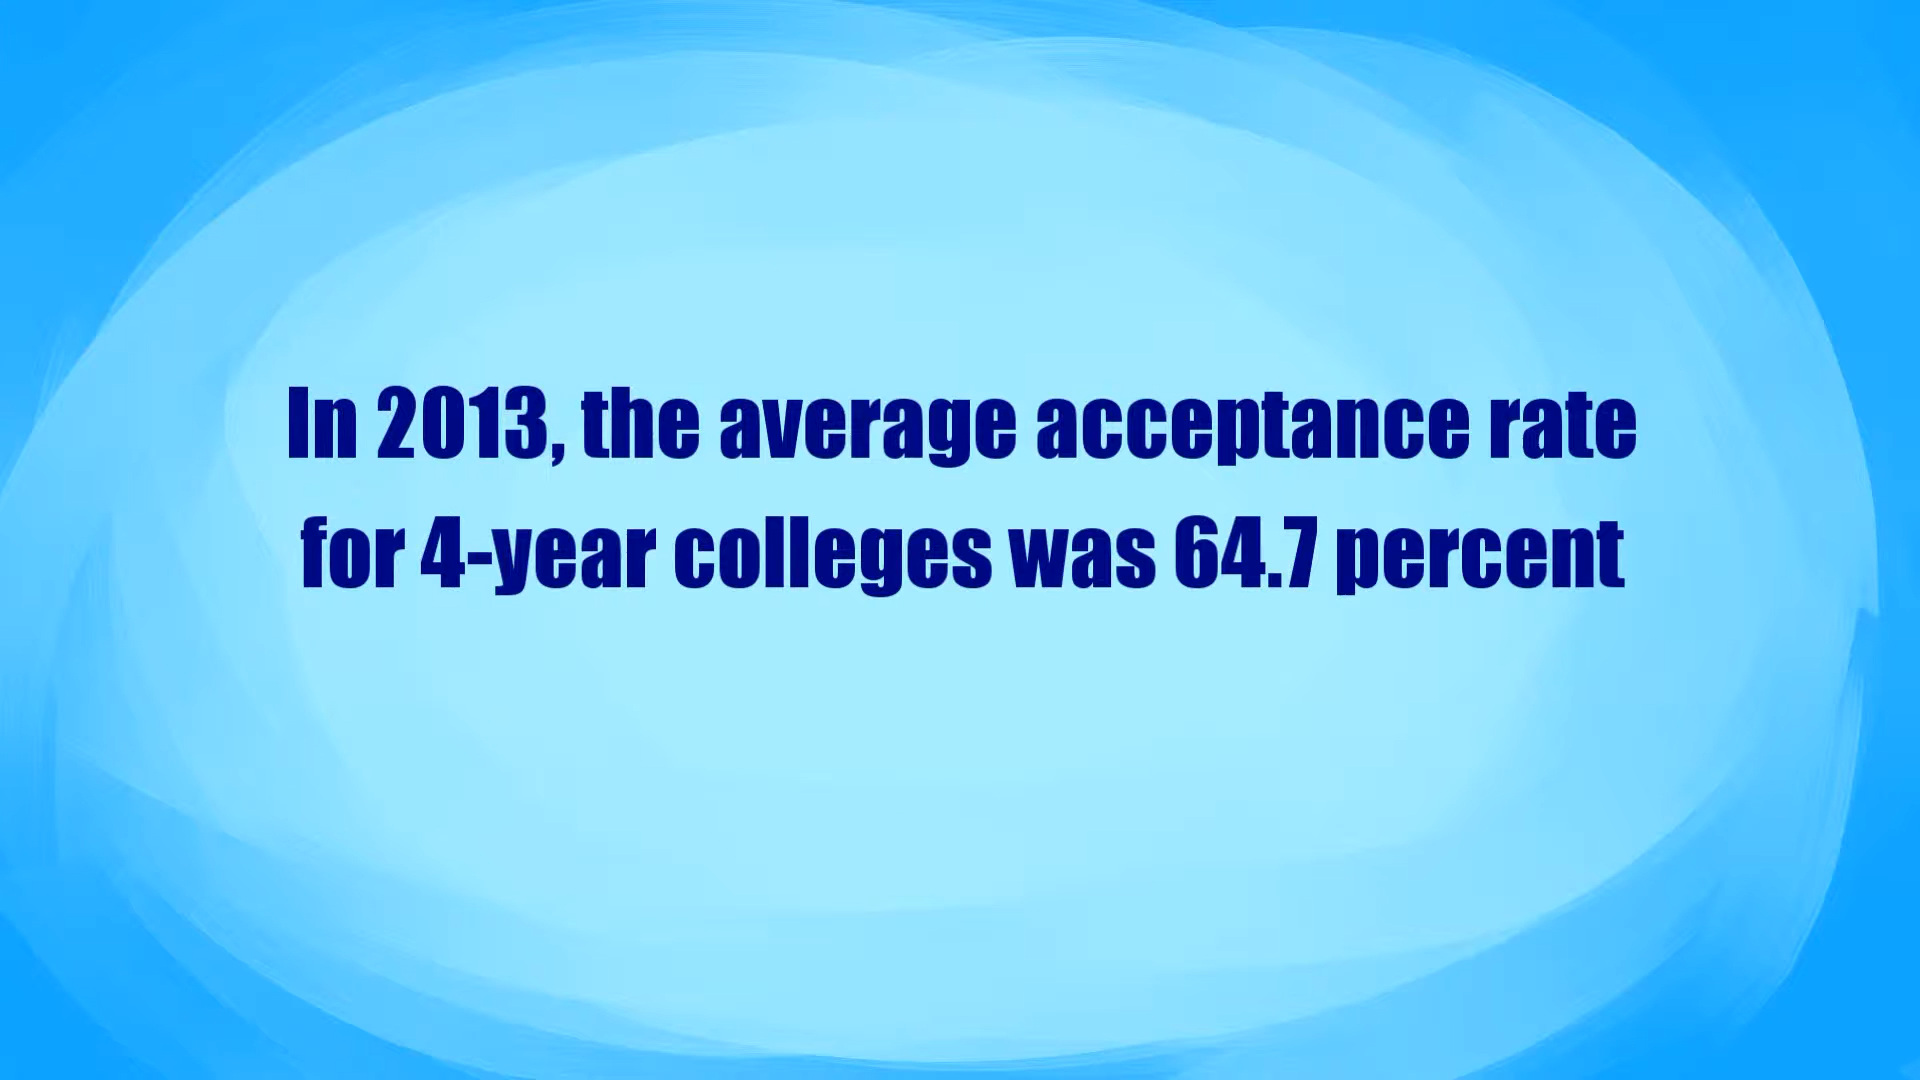 In 2013, the average acceptance rate
for 4-year colleges was 64.7 percent